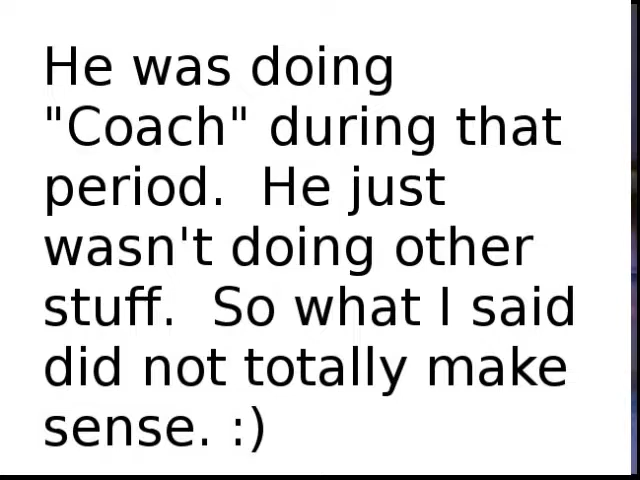 He was doing
"Coach" during that
period.  He just
wasn't doing other
stuff.  So what I said
did not totally make
sense. :)